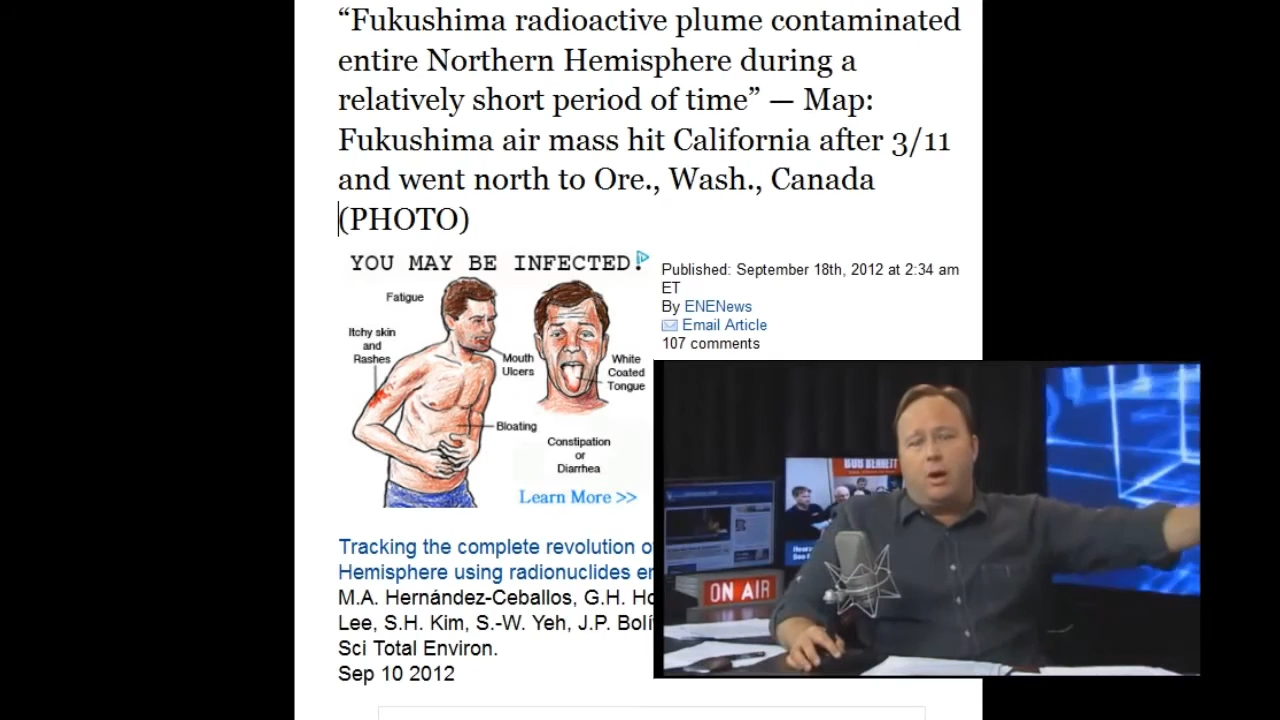 “Fukushima radioactive plume contaminated
entire Northern Hemisphere during a
relatively short period of time” — Map:
Fukushima air mass hit California after 3/11
and went north to Ore., Wash., Canada
(PHOTO)
YOU MAY BE INFECTED!
Fatigue
Itchy skin
and
Rashes
Mouth
Ulcers
White
Coated
Tongue
Bloating
Constipation
or
Diarrhea
Learn More >>
Published: September 18th, 2012 at 2:34 am
ET
By ENENews
Email Article
107 comments
ON AIR
Tracking the complete revolution
Hemisphere using radionuclides
M.A. Hernández-Ceballos, G.H.
Lee, S.H. Kim, S.-W. Yeh, J.P.
Sci Total Environ.
Sep 10 2012